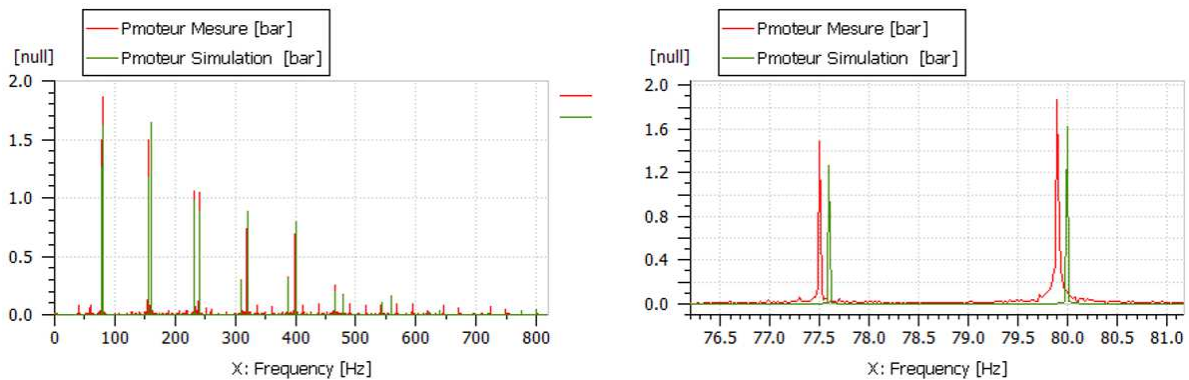 Pmoteur Mesure [bar]
Pmoteur Simulation [bar]
[null]
2.0
1.5
1.0
0.5
0.0
0 100 200 300 400 500 600 700 800
X: Frequency [Hz]
Pmoteur Mesure [bar]
Pmoteur Simulation [bar]
[null]
2.0
1.6
1.2
0.8
0.4
0.0
76.5 77.0 77.5 78.0 78.5 79.0 79.5 80.0 80.5 81.0
X: Frequency [Hz]